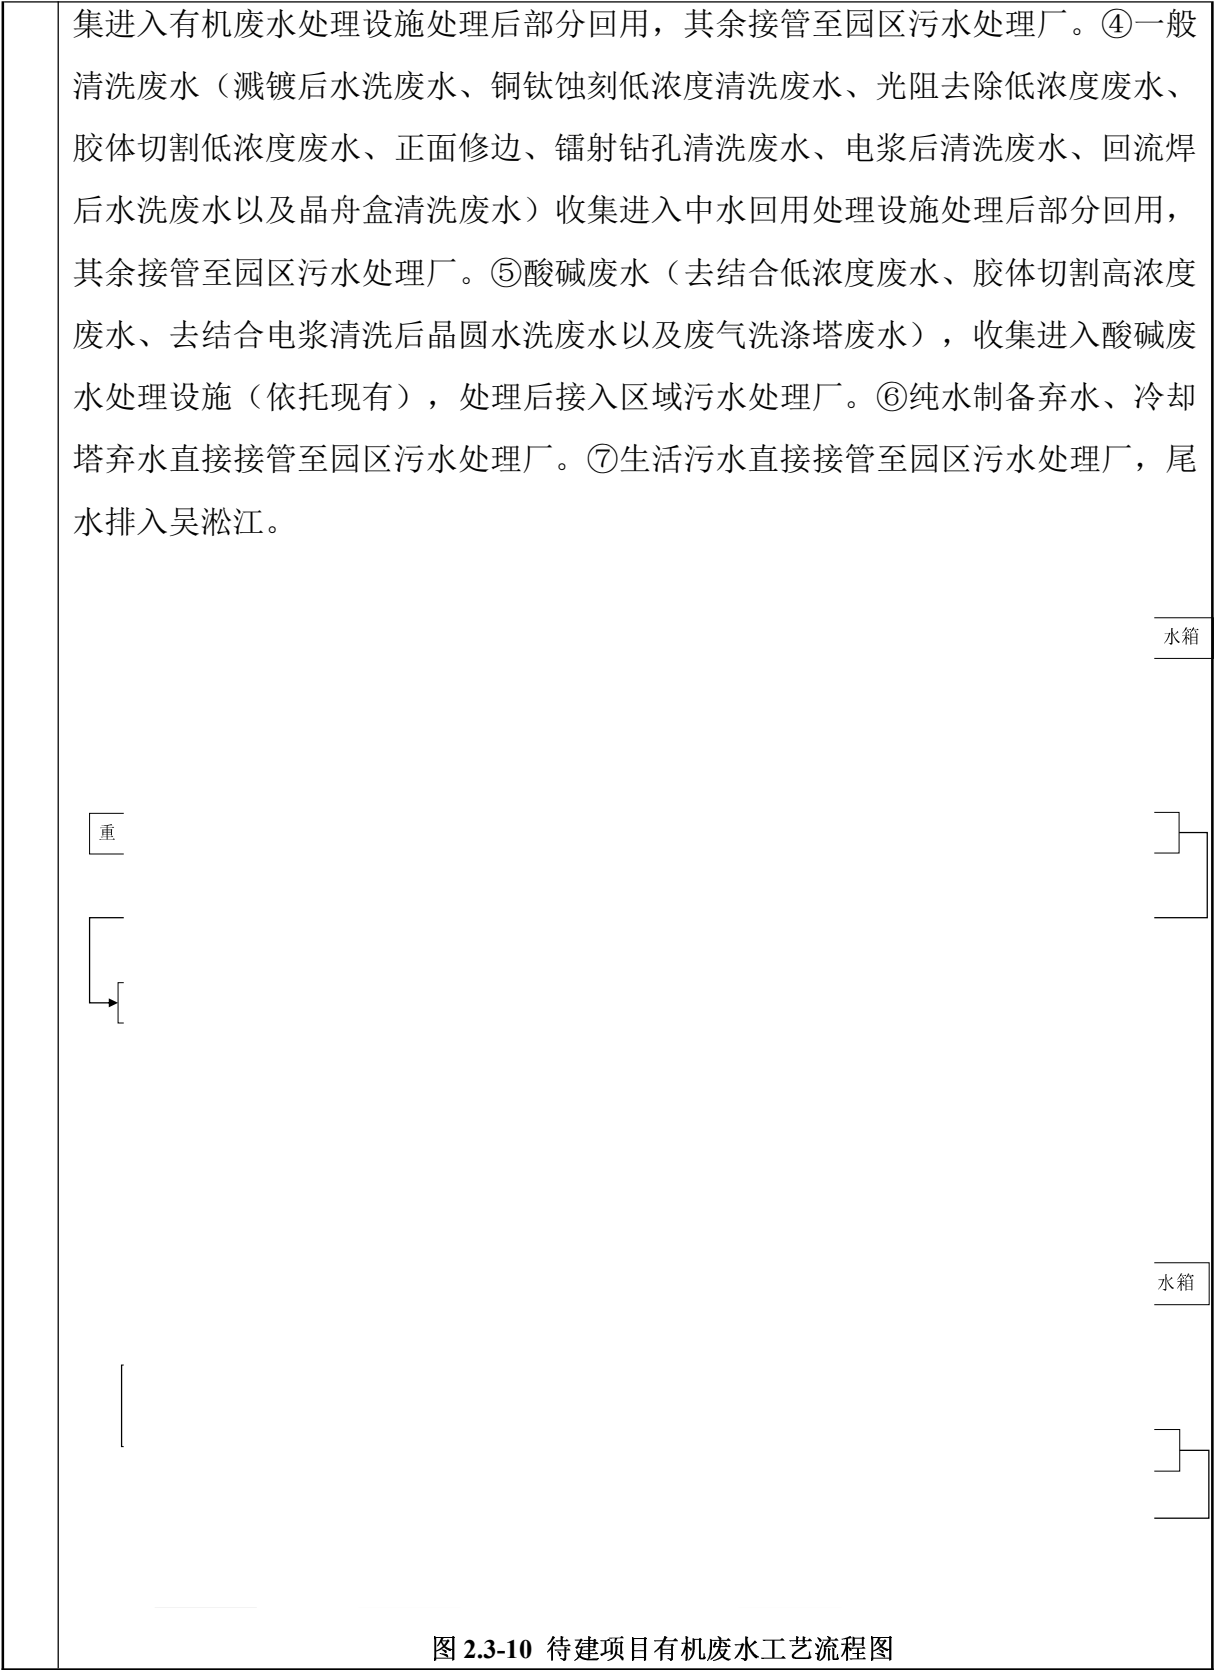 集进入有机废水处理设施处理后部分回用，其余接管至园区污水处理厂。④一般
清洗废水（溅镀后水洗废水、铜钛蚀刻低浓度清洗废水、光阻去除低浓度废水、
胶体切割低浓度废水、正面修边、镭射钻孔清洗废水、电浆后清洗废水、回流焊
后水洗废水以及晶舟盒清洗废水）收集进入中水回用处理设施处理后部分回用，
其余接管至园区污水处理厂。⑤酸碱废水（去结合低浓度废水、胶体切割高浓度
废水、去结合电浆清洗后晶圆水洗废水以及废气洗涤塔废水），收集进入酸碱废
水处理设施（依托现有），处理后接入区域污水处理厂。⑥纯水制备弃水、冷却
塔弃水直接接管至园区污水处理厂。⑦生活污水直接接管至园区污水处理厂，尾
水排入吴淞江。
水箱
重
水箱
图 2.3-10 待建项目有机废水工艺流程图